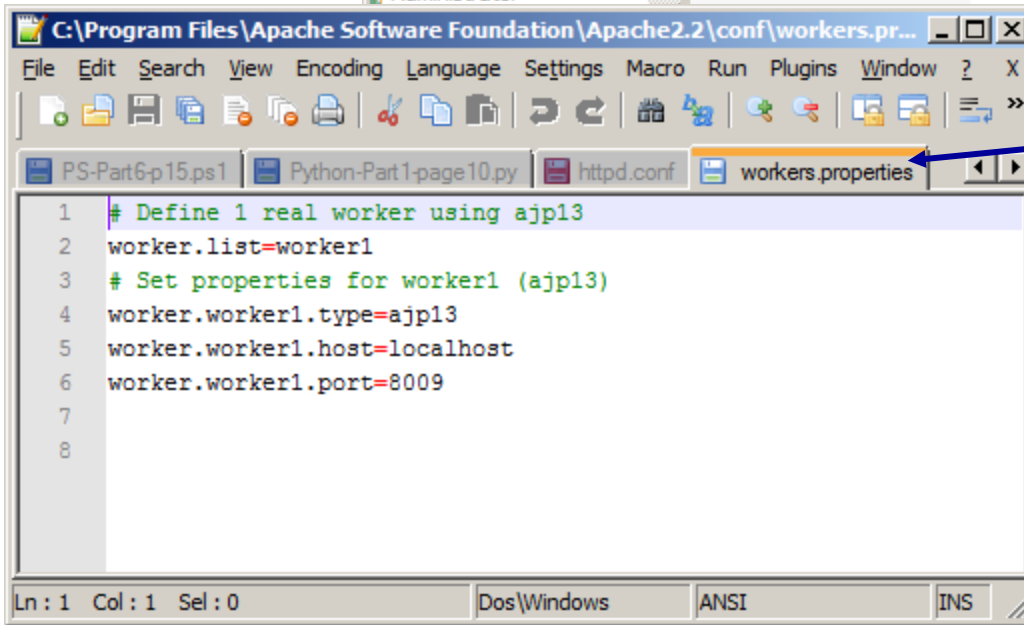 C:\Program Files\Apache Software Foundation\Apache2.2\conf\workers.pr...
File Edit Search View Encoding Language Settings Macro Run Plugins Window ? X
PS-Part6-p15.ps1 Python-Part1-page10.py httpd.conf workers.properties
1 # Define 1 real worker using ajp13
2 worker.list=worker1
3 # Set properties for worker1 (ajp13)
4 worker.worker1.type=ajp13
5 worker.worker1.host=localhost
6 worker.worker1.port=8009
7
8
Ln : 1 Col : 1 Sel : 0 Dos\Windows ANSI INS